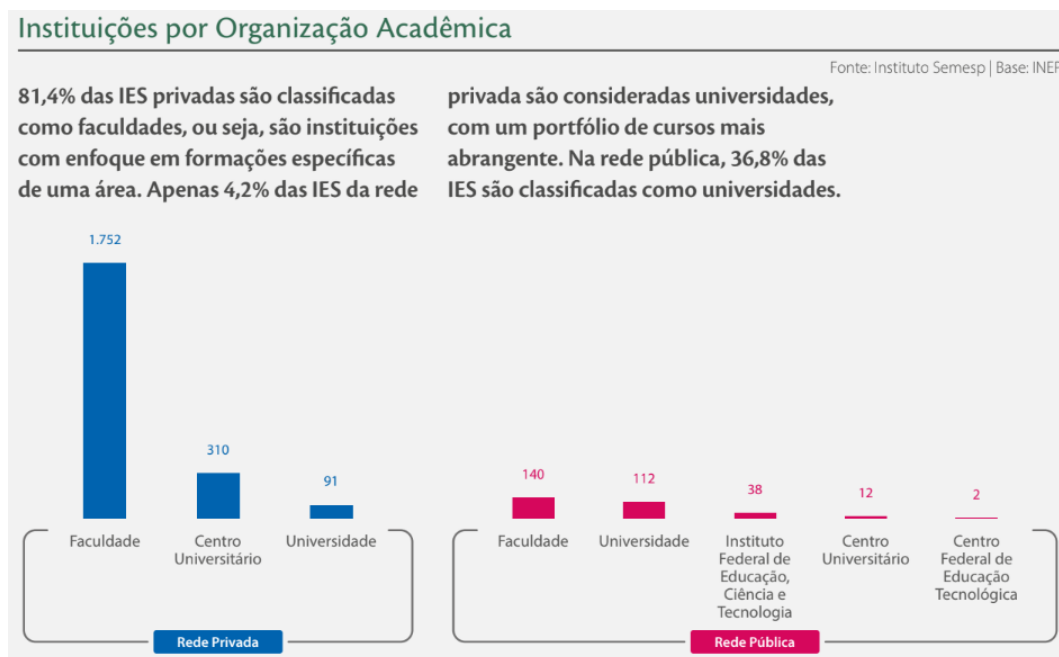 Instituições por Organização Acadêmica
Fonte: Instituto Semesp | Base: INEP
81,4% das IES privadas são classificadas
como faculdades, ou seja, são instituições
com enfoque em formações específicas
de uma área. Apenas 4,2% das IES da rede
privada são consideradas universidades,
com um portfólio de cursos mais
abrangente. Na rede pública, 36,8% das
IES são classificadas como universidades.
1.752
310
91
Faculdade
Centro
Universitário
Universidade
Rede Privada
140
112
38
12
2
Faculdade
Universidade
Instituto
Federal de
Educação,
Ciência e
Tecnologia
Centro
Universitário
Centro
Federal de
Educação
Tecnológica
Rede Pública